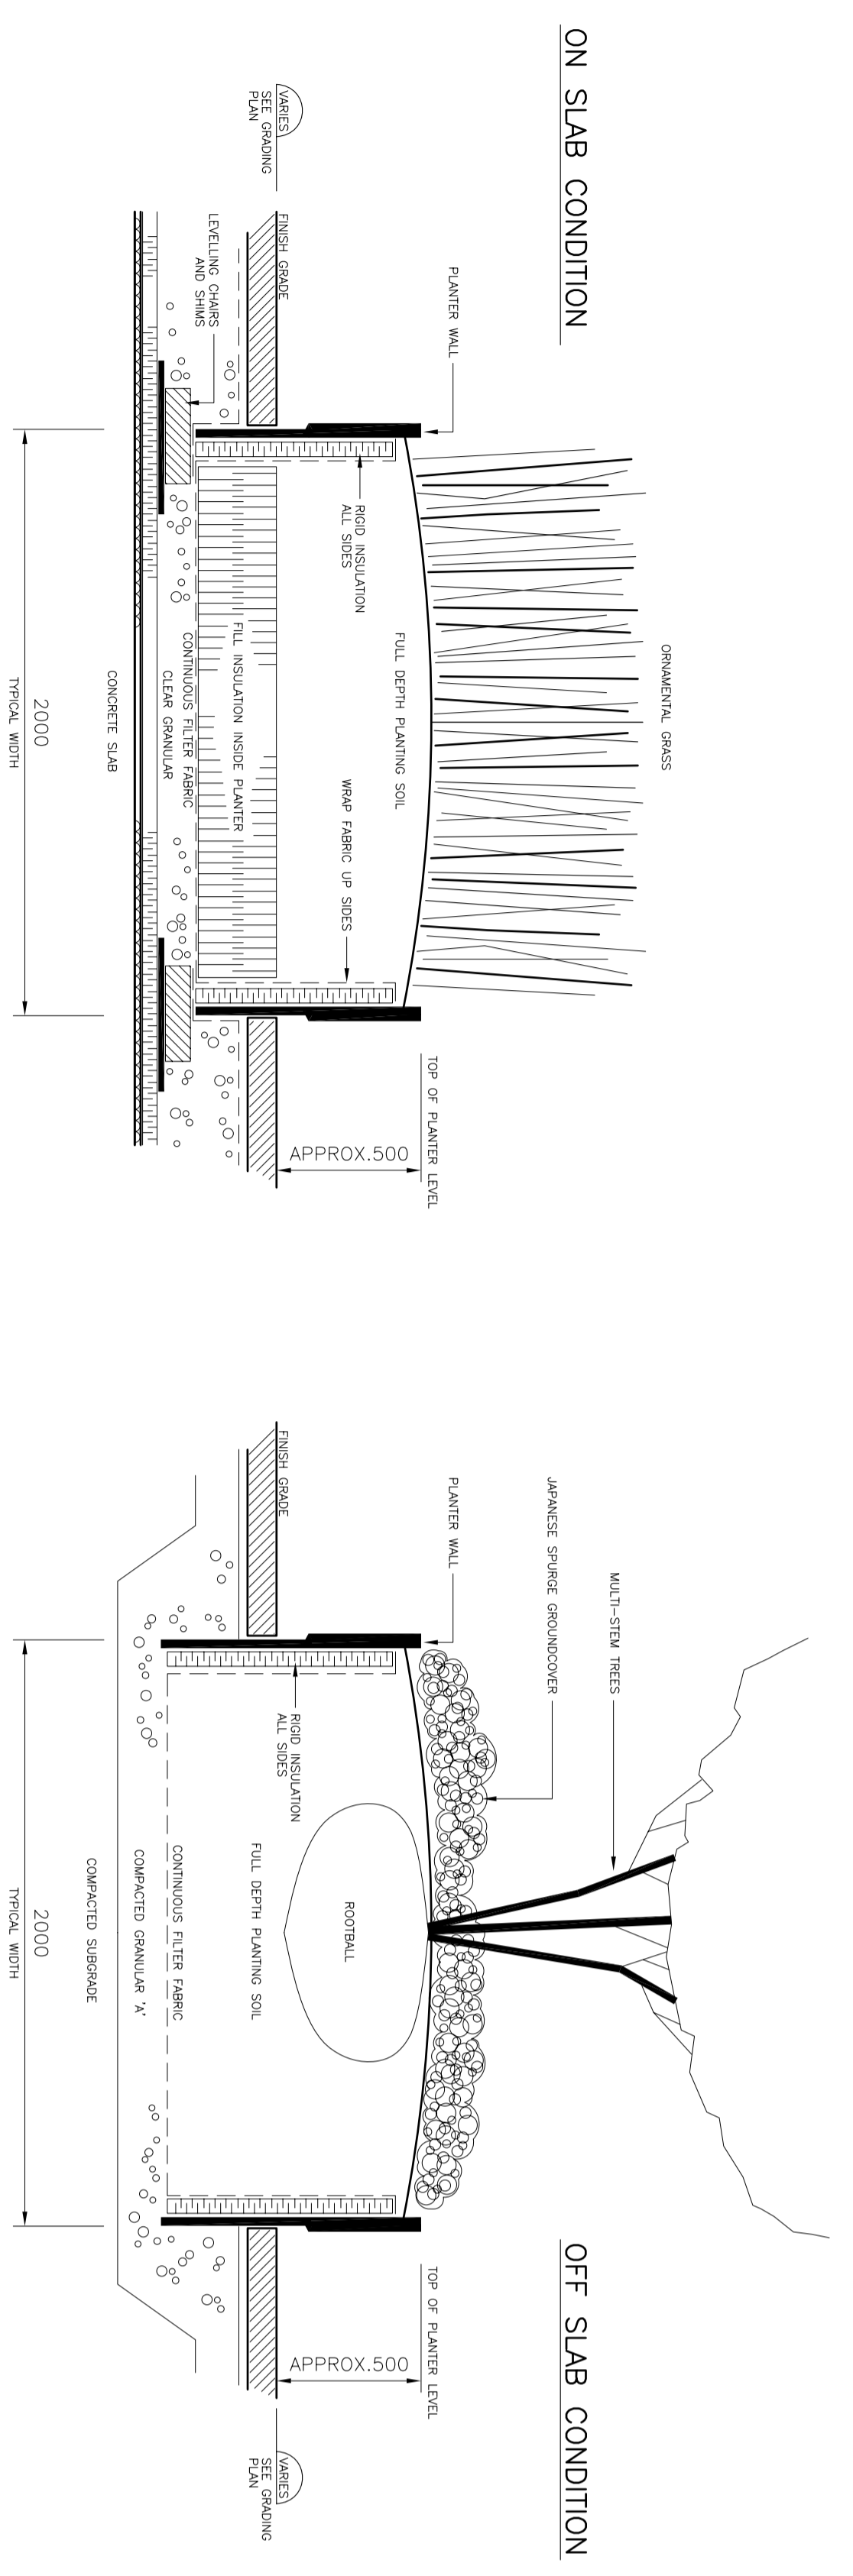 ON SLAB CONDITION
ORNAMENTAL GRASS
PLANTER WALL
TOP OF PLANTER LEVEL
FULL DEPTH PLANTING SOIL
RIGID INSULATION
ALL SIDES
WRAP FABRIC UP SIDES
APPROX.500
VARIES
SEE GRADING
PLAN
FINISH GRADE
FILL INSULATION INSIDE PLANTER
LEVELLING CHAIRS
AND SHIMS
CONTINUOUS FILTER FABRIC
CLEAR GRANULAR
CONCRETE SLAB
2000
TYPICAL WIDTH
OFF SLAB CONDITION
MULTI-STEM TREES
JAPANESE SPURGE GROUNDCOVER
PLANTER WALL
TOP OF PLANTER LEVEL
ROOTBALL
APPROX.500
RIGID INSULATION
ALL SIDES
FINISH GRADE
VARIES
SEE GRADING
PLAN
FULL DEPTH PLANTING SOIL
CONTINUOUS FILTER FABRIC
COMPACTED GRANULAR 'A'
COMPACTED SUBGRADE
2000
TYPICAL WIDTH